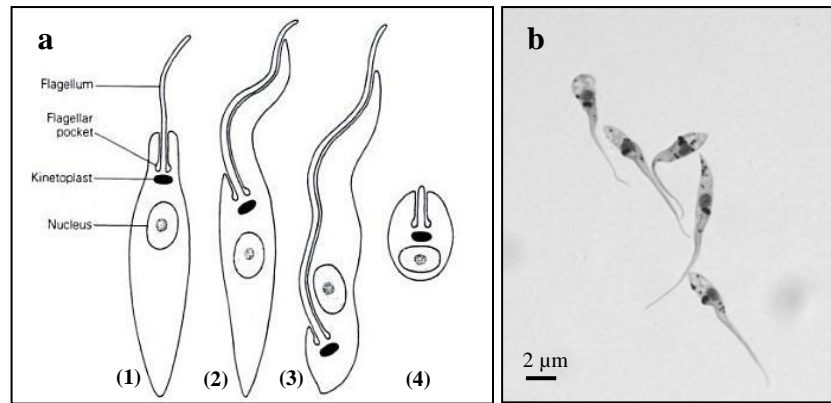 a
Flagellum
Flagellar
pocket
Kinetoplast
Nucleus
(1) (2) (3) (4)
b
2 µm